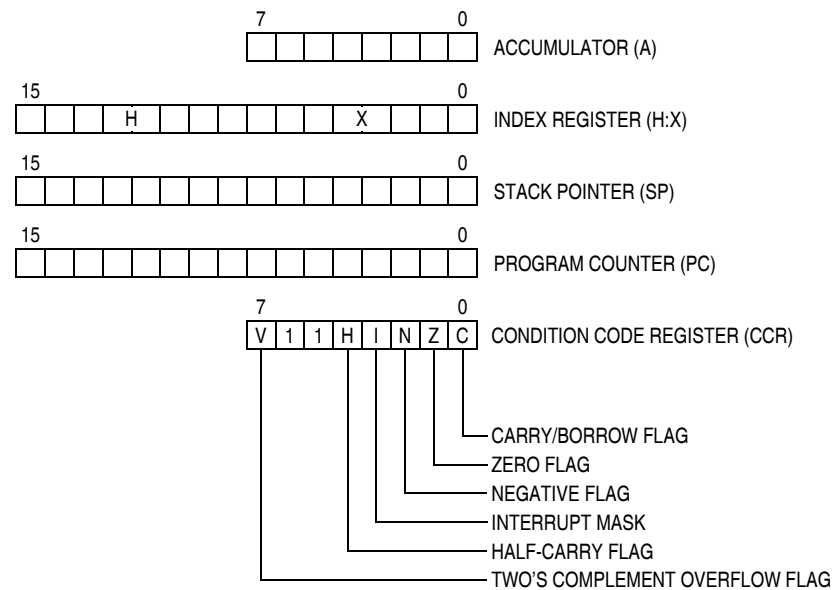 7 0
ACCUMULATOR (A)
15 0
H X INDEX REGISTER (H:X)
15 0
STACK POINTER (SP)
15 0
PROGRAM COUNTER (PC)
7 0
V 1 1 H I N Z C CONDITION CODE REGISTER (CCR)
CARRY/BORROW FLAG
ZERO FLAG
NEGATIVE FLAG
INTERRUPT MASK
HALF-CARRY FLAG
TWO'S COMPLEMENT OVERFLOW FLAG